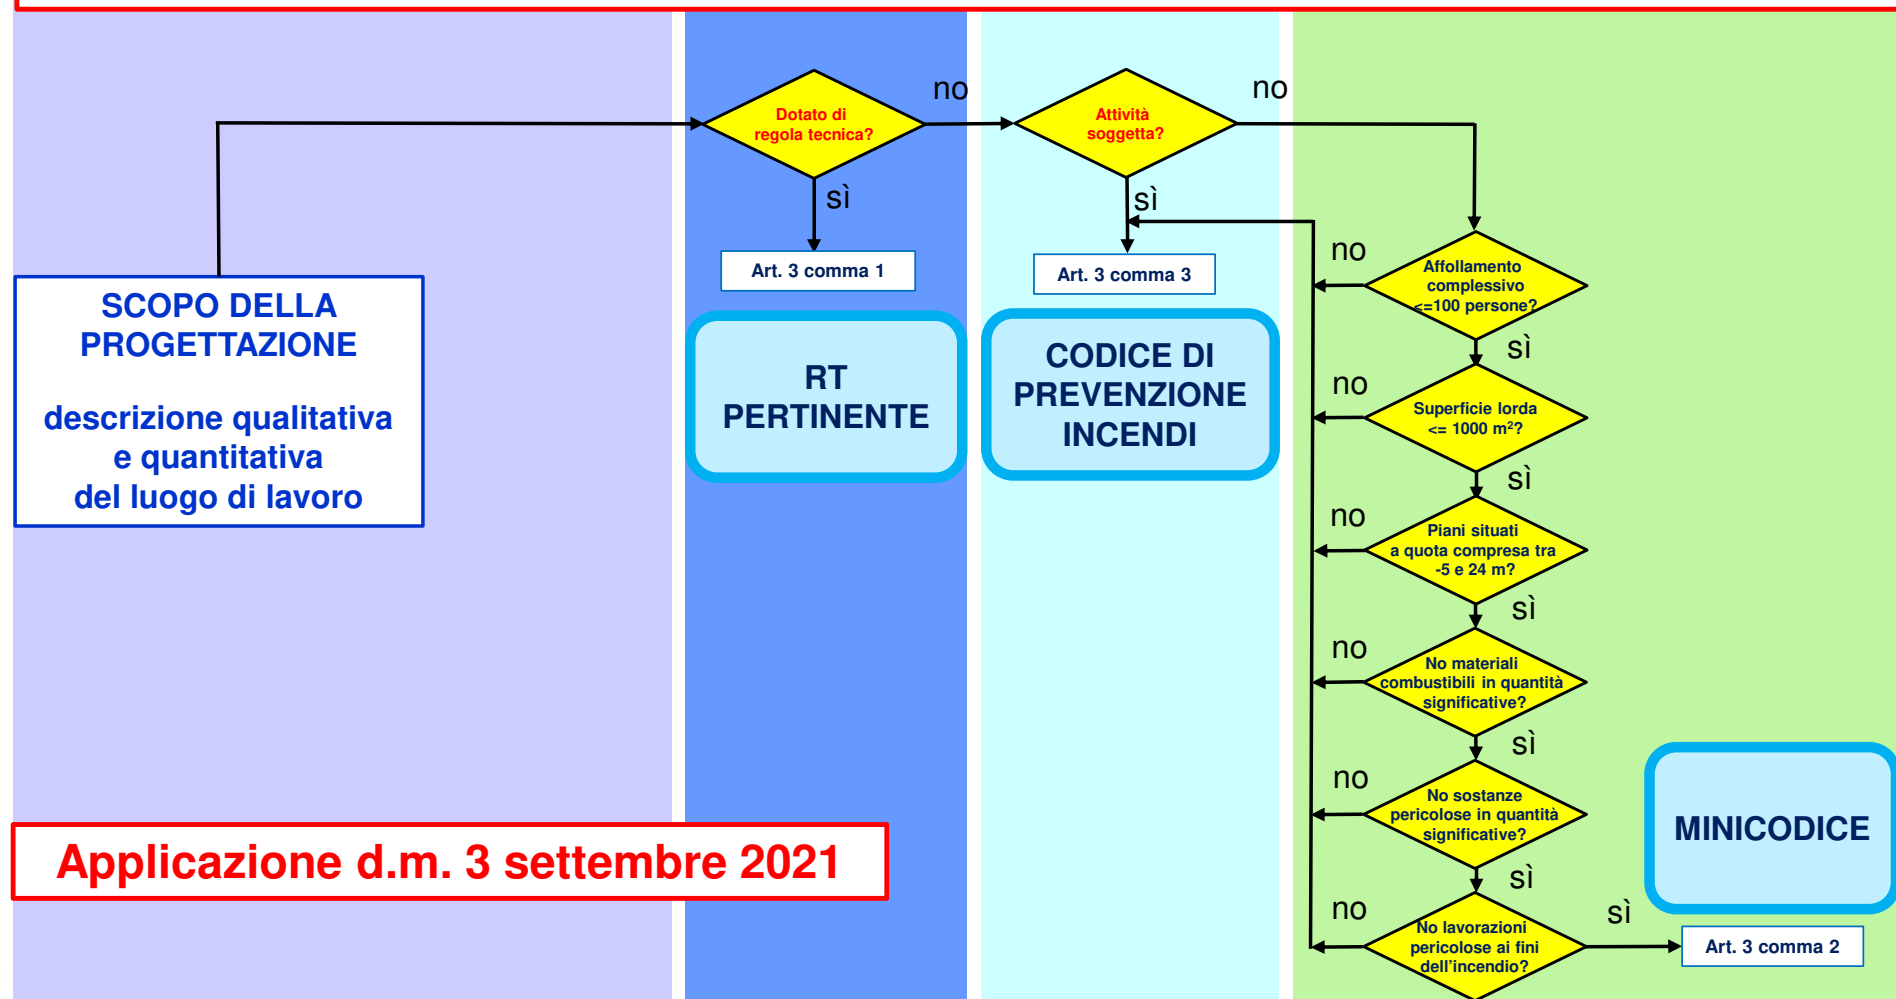 SCOPO DELLA
PROGETTAZIONE
descrizione qualitativa
e quantitativa
del luogo di lavoro
Dotato di
regola tecnica?
no
sì
Art. 3 comma 1
RT
PERTINENTE
Attività
soggetta?
no
sì
Art. 3 comma 3
CODICE DI
PREVENZIONE
INCENDI
Affollamento
complessivo
<=100 persone?
no
sì
Superficie lorda
<= 1000 m²?
no
sì
Piani situati
a quota compresa tra
-5 e 24 m?
no
sì
No materiali
combustibili in quantità
significative?
no
sì
No sostanze
pericolose in quantità
significative?
no
sì
No lavorazioni
pericolose ai fini
dell'incendio?
no
sì
MINICODICE
Art. 3 comma 2
Applicazione d.m. 3 settembre 2021